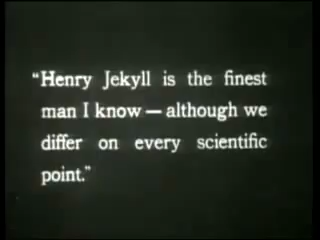 “Henry Jekyll is the finest
man I know — although we
differ on every scientific
point.”